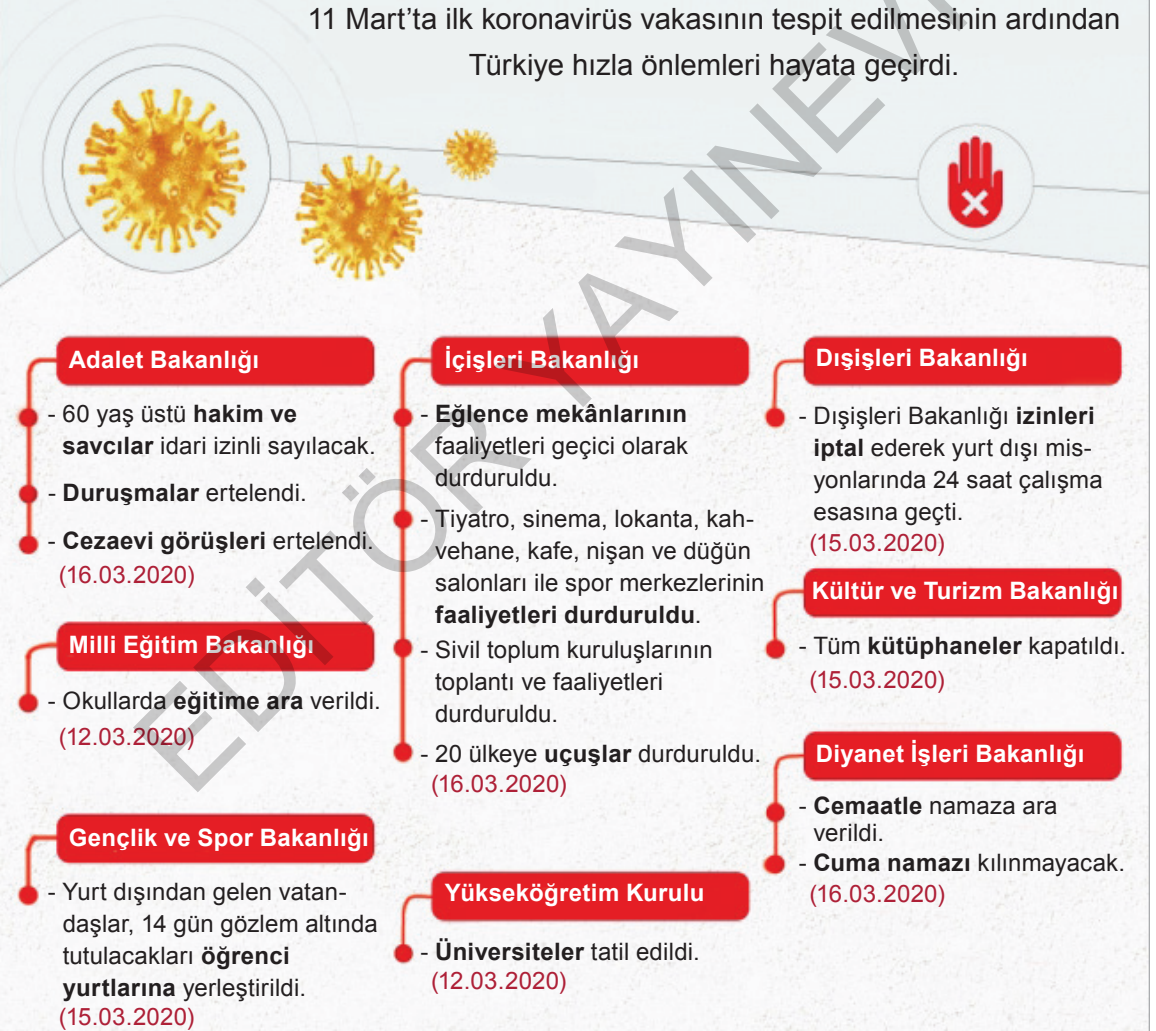 11 Mart’ta ilk koronavirüs vakasının tespit edilmesinin ardından
Türkiye hızla önlemleri hayata geçirdi.
Adalet Bakanlığı
- 60 yaş üstü hakim ve
savcılar idari izinli sayılacak.
- Duruşmalar ertelendi.
- Cezaevi görüşleri ertelendi.
(16.03.2020)
Milli Eğitim Bakanlığı
- Okullarda eğitime ara verildi.
(12.03.2020)
Gençlik ve Spor Bakanlığı
- Yurt dışından gelen vatan-
daşlar, 14 gün gözlem altında
tutulacakları öğrenci
yurtlarına yerleştirildi.
(15.03.2020)
İçişleri Bakanlığı
- Eğlence mekânlarının
faaliyetleri geçici olarak
durduruldu.
- Tiyatro, sinema, lokanta, kah-
vehane, kafe, nişan ve düğün
salonları ile spor merkezlerinin
faaliyetleri durduruldu.
- Sivil toplum kuruluşlarının
toplantı ve faaliyetleri
durduruldu.
- 20 ülkeye uçuşlar durduruldu.
(16.03.2020)
Yükseköğretim Kurulu
- Üniversiteler tatil edildi.
(12.03.2020)
Dışişleri Bakanlığı
- Dışişleri Bakanlığı izinleri
iptal ederek yurt dışı mis-
yonlarında 24 saat çalışma
esasına geçti.
(15.03.2020)
Kültür ve Turizm Bakanlığı
- Tüm kütüphaneler kapatıldı.
(15.03.2020)
Diyanet İşleri Bakanlığı
- Cemaatle namaza ara
verildi.
- Cuma namazı kılınmayacak.
(16.03.2020)
EDİTÖR YAYINEVİ